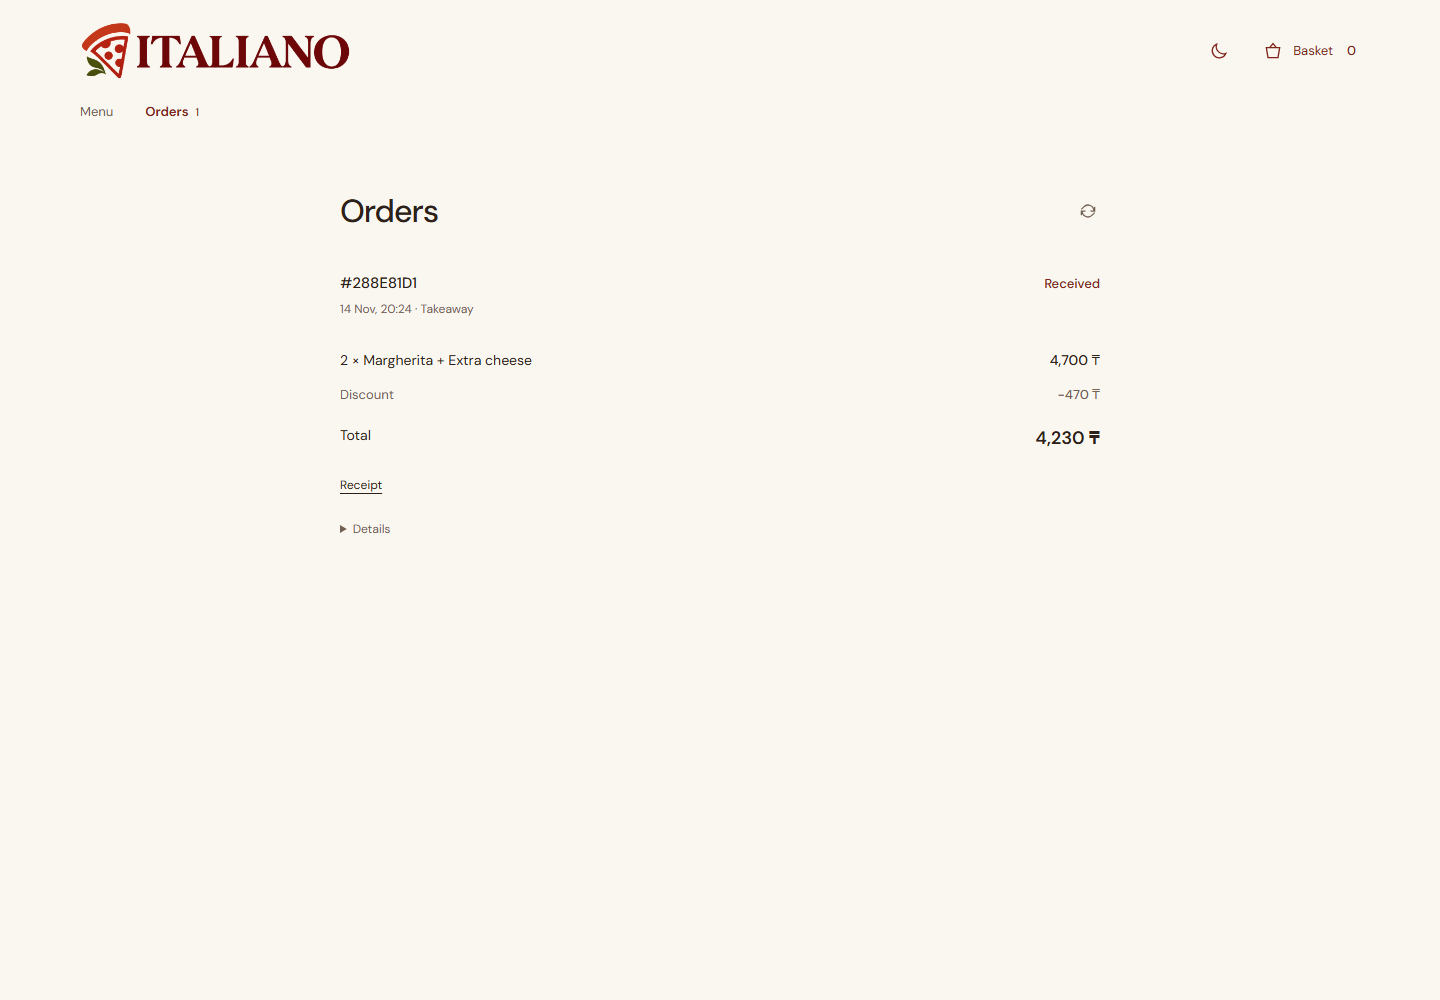 ITALIANO
Basket 0
Menu Orders 1
Orders
#288E81D1 Received
14 Nov, 20:24 · Takeaway
2 × Margherita + Extra cheese 4,700 ₸
Discount -470 ₸
Total 4,230 ₸
Receipt
Details